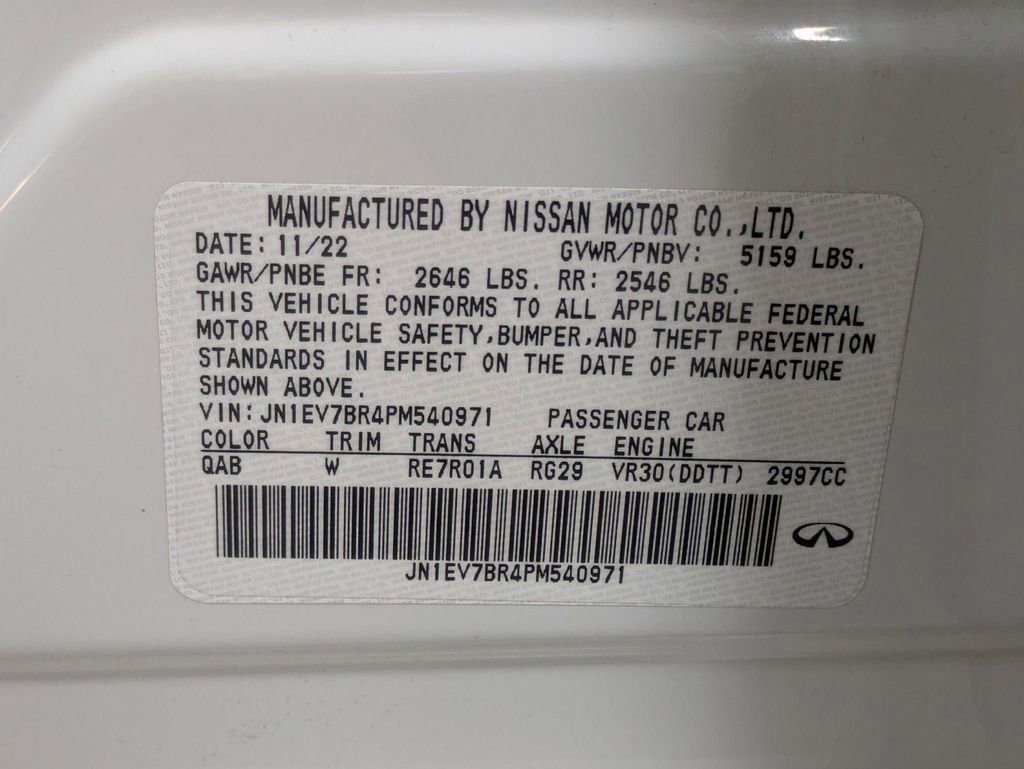 MANUFACTURED BY NISSAN MOTOR CO.,LTD.
DATE: 11/22 GVWR/PNBV: 5159 LBS.
GAWR/PNBE FR: 2646 LBS. RR: 2546 LBS.
THIS VEHICLE CONFORMS TO ALL APPLICABLE FEDERAL
MOTOR VEHICLE SAFETY,BUMPER,AND THEFT PREVENTION
STANDARDS IN EFFECT ON THE DATE OF MANUFACTURE
SHOWN ABOVE.
VIN:JN1EV7BR4PM540971 PASSENGER CAR
COLOR TRIM TRANS AXLE ENGINE
QAB W RE7R01A RG29 VR30(DDTT) 2997CC
JN1EV7BR4PM540971